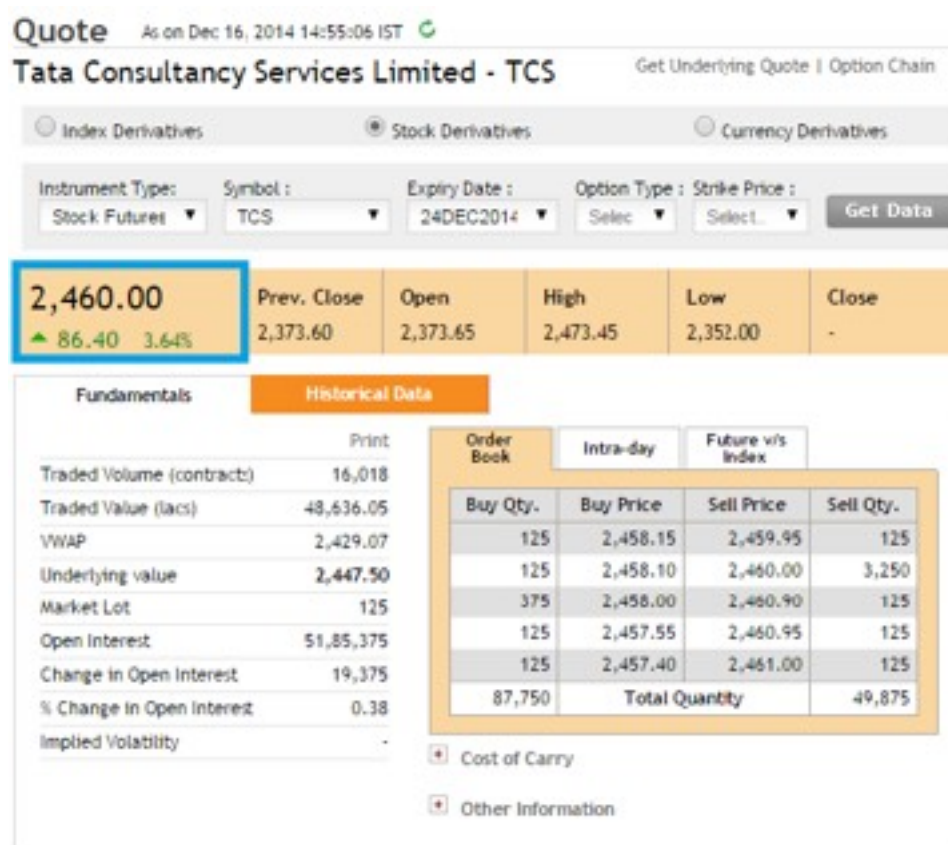 Quote As on Dec 16, 2014 14:55:06 IST
Tata Consultancy Services Limited - TCS Get Underlying Quote | Option Chain
Index Derivatives Stock Derivatives Currency Derivatives
Instrument Type: Symbol : Expiry Date : Option Type : Strike Price :
Stock Futures TCS 24DEC2014 Selec Select.. Get Data
2,460.00 Prev. Close Open High Low Close
86.40 3.64% 2,373.60 2,373.65 2,473.45 2,352.00 -
Fundamentals Historical Data
Print
Traded Volume (contracts) 16,018
Traded Value (lacs) 48,636.05
VWAP 2,429.07
Underlying value 2,447.50
Market Lot 125
Open Interest 51,85,375
Change in Open Interest 19,375
% Change in Open Interest 0.38
Implied Volatility -
Order Book Intra-day Future v/s Index
Buy Qty. Buy Price Sell Price Sell Qty.
125 2,458.15 2,459.95 125
125 2,458.10 2,460.00 3,250
375 2,458.00 2,460.90 125
125 2,457.55 2,460.95 125
125 2,457.40 2,461.00 125
87,750 Total Quantity 49,875
Cost of Carry
Other Information